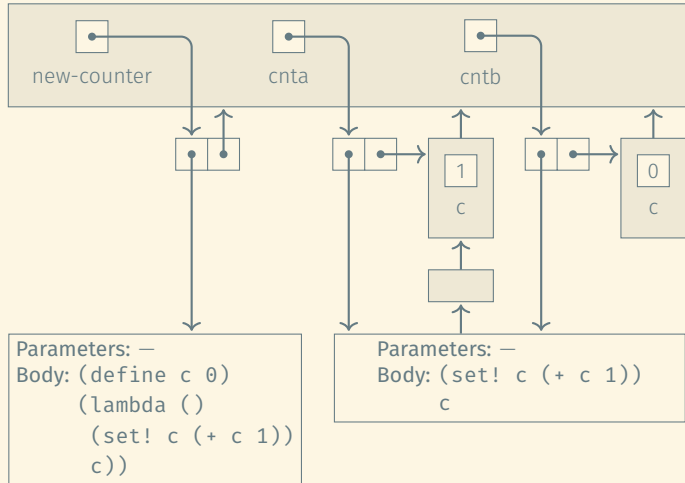 new-counter cnta cntb
1 0
c c
Parameters: —
Body: (define c 0)
(lambda ()
(set! c (+ c 1))
c))
Parameters: —
Body: (set! c (+ c 1))
c